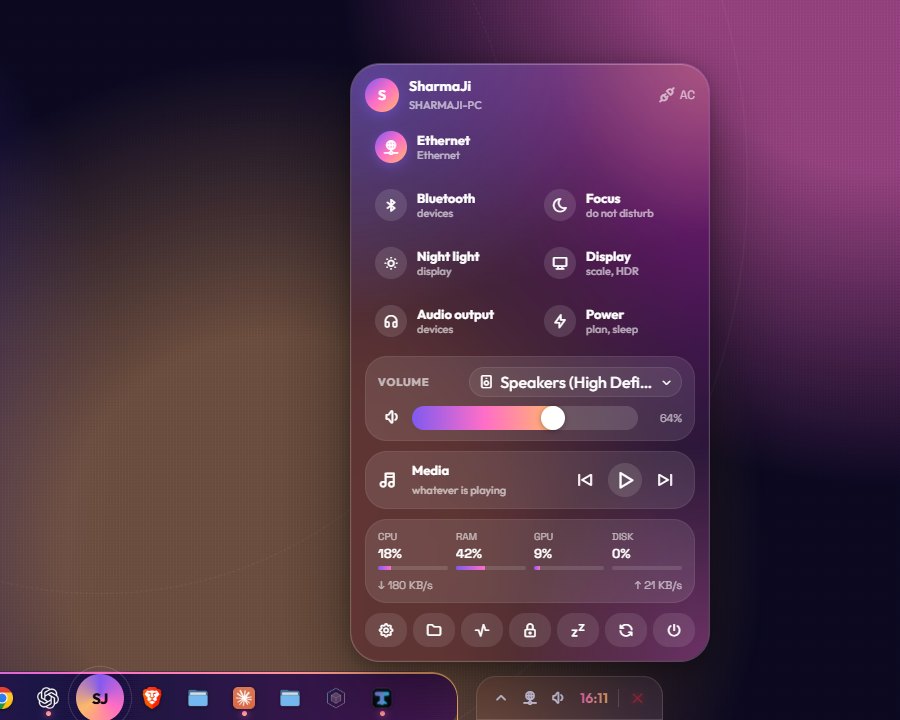 S SharmaJi AC
SHARMAJI-PC
Ethernet
Ethernet
Bluetooth Focus
devices do not disturb
Night light Display
display scale, HDR
Audio output Power
devices plan, sleep
VOLUME Speakers (High Defi...
64%
Media
whatever is playing
CPU RAM GPU DISK
18% 42% 9% 0%
↓ 180 KB/s ↑ 21 KB/s
zZ
SJ 16:11